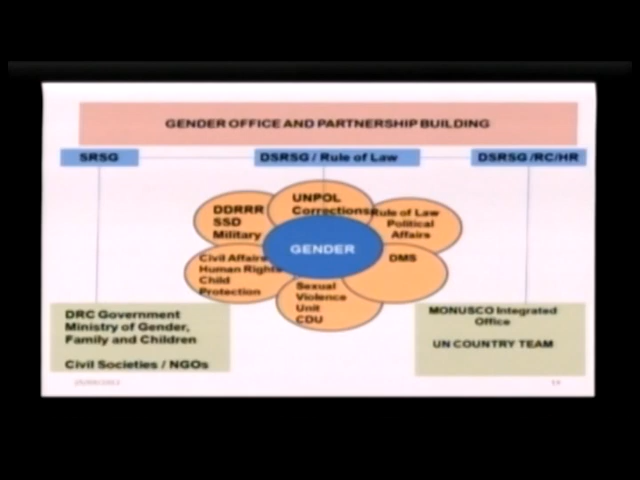 GENDER OFFICE AND PARTNERSHIP BUILDING
SRSG
DSRSG / Rule of Law
DSRSG /RC/HR
DDRRR
SSD
Military
UNPOL
Corrections
Rule of Law
Political
Affairs
GENDER
Civil Affairs
Human Rights
Child
Protection
DMS
Sexual
Violence
Unit
CDU
DRC Government
Ministry of Gender,
Family and Children
Civil Societies / NGOs
MONUSCO Integrated
Office
UN COUNTRY TEAM